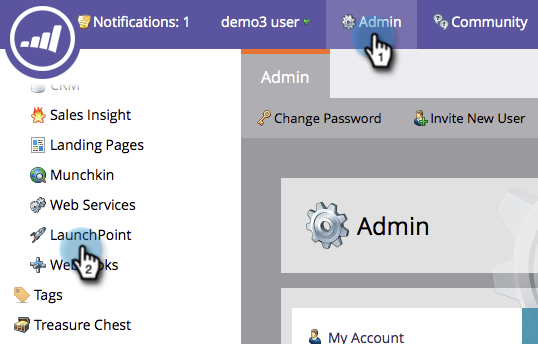 Notifications: 1 demo3 user Admin Community
1
CRM
Sales Insight
Landing Pages
Munchkin
Web Services
LaunchPoint
2
Tags
Treasure Chest
Admin
Change Password Invite New User
Admin
My Account